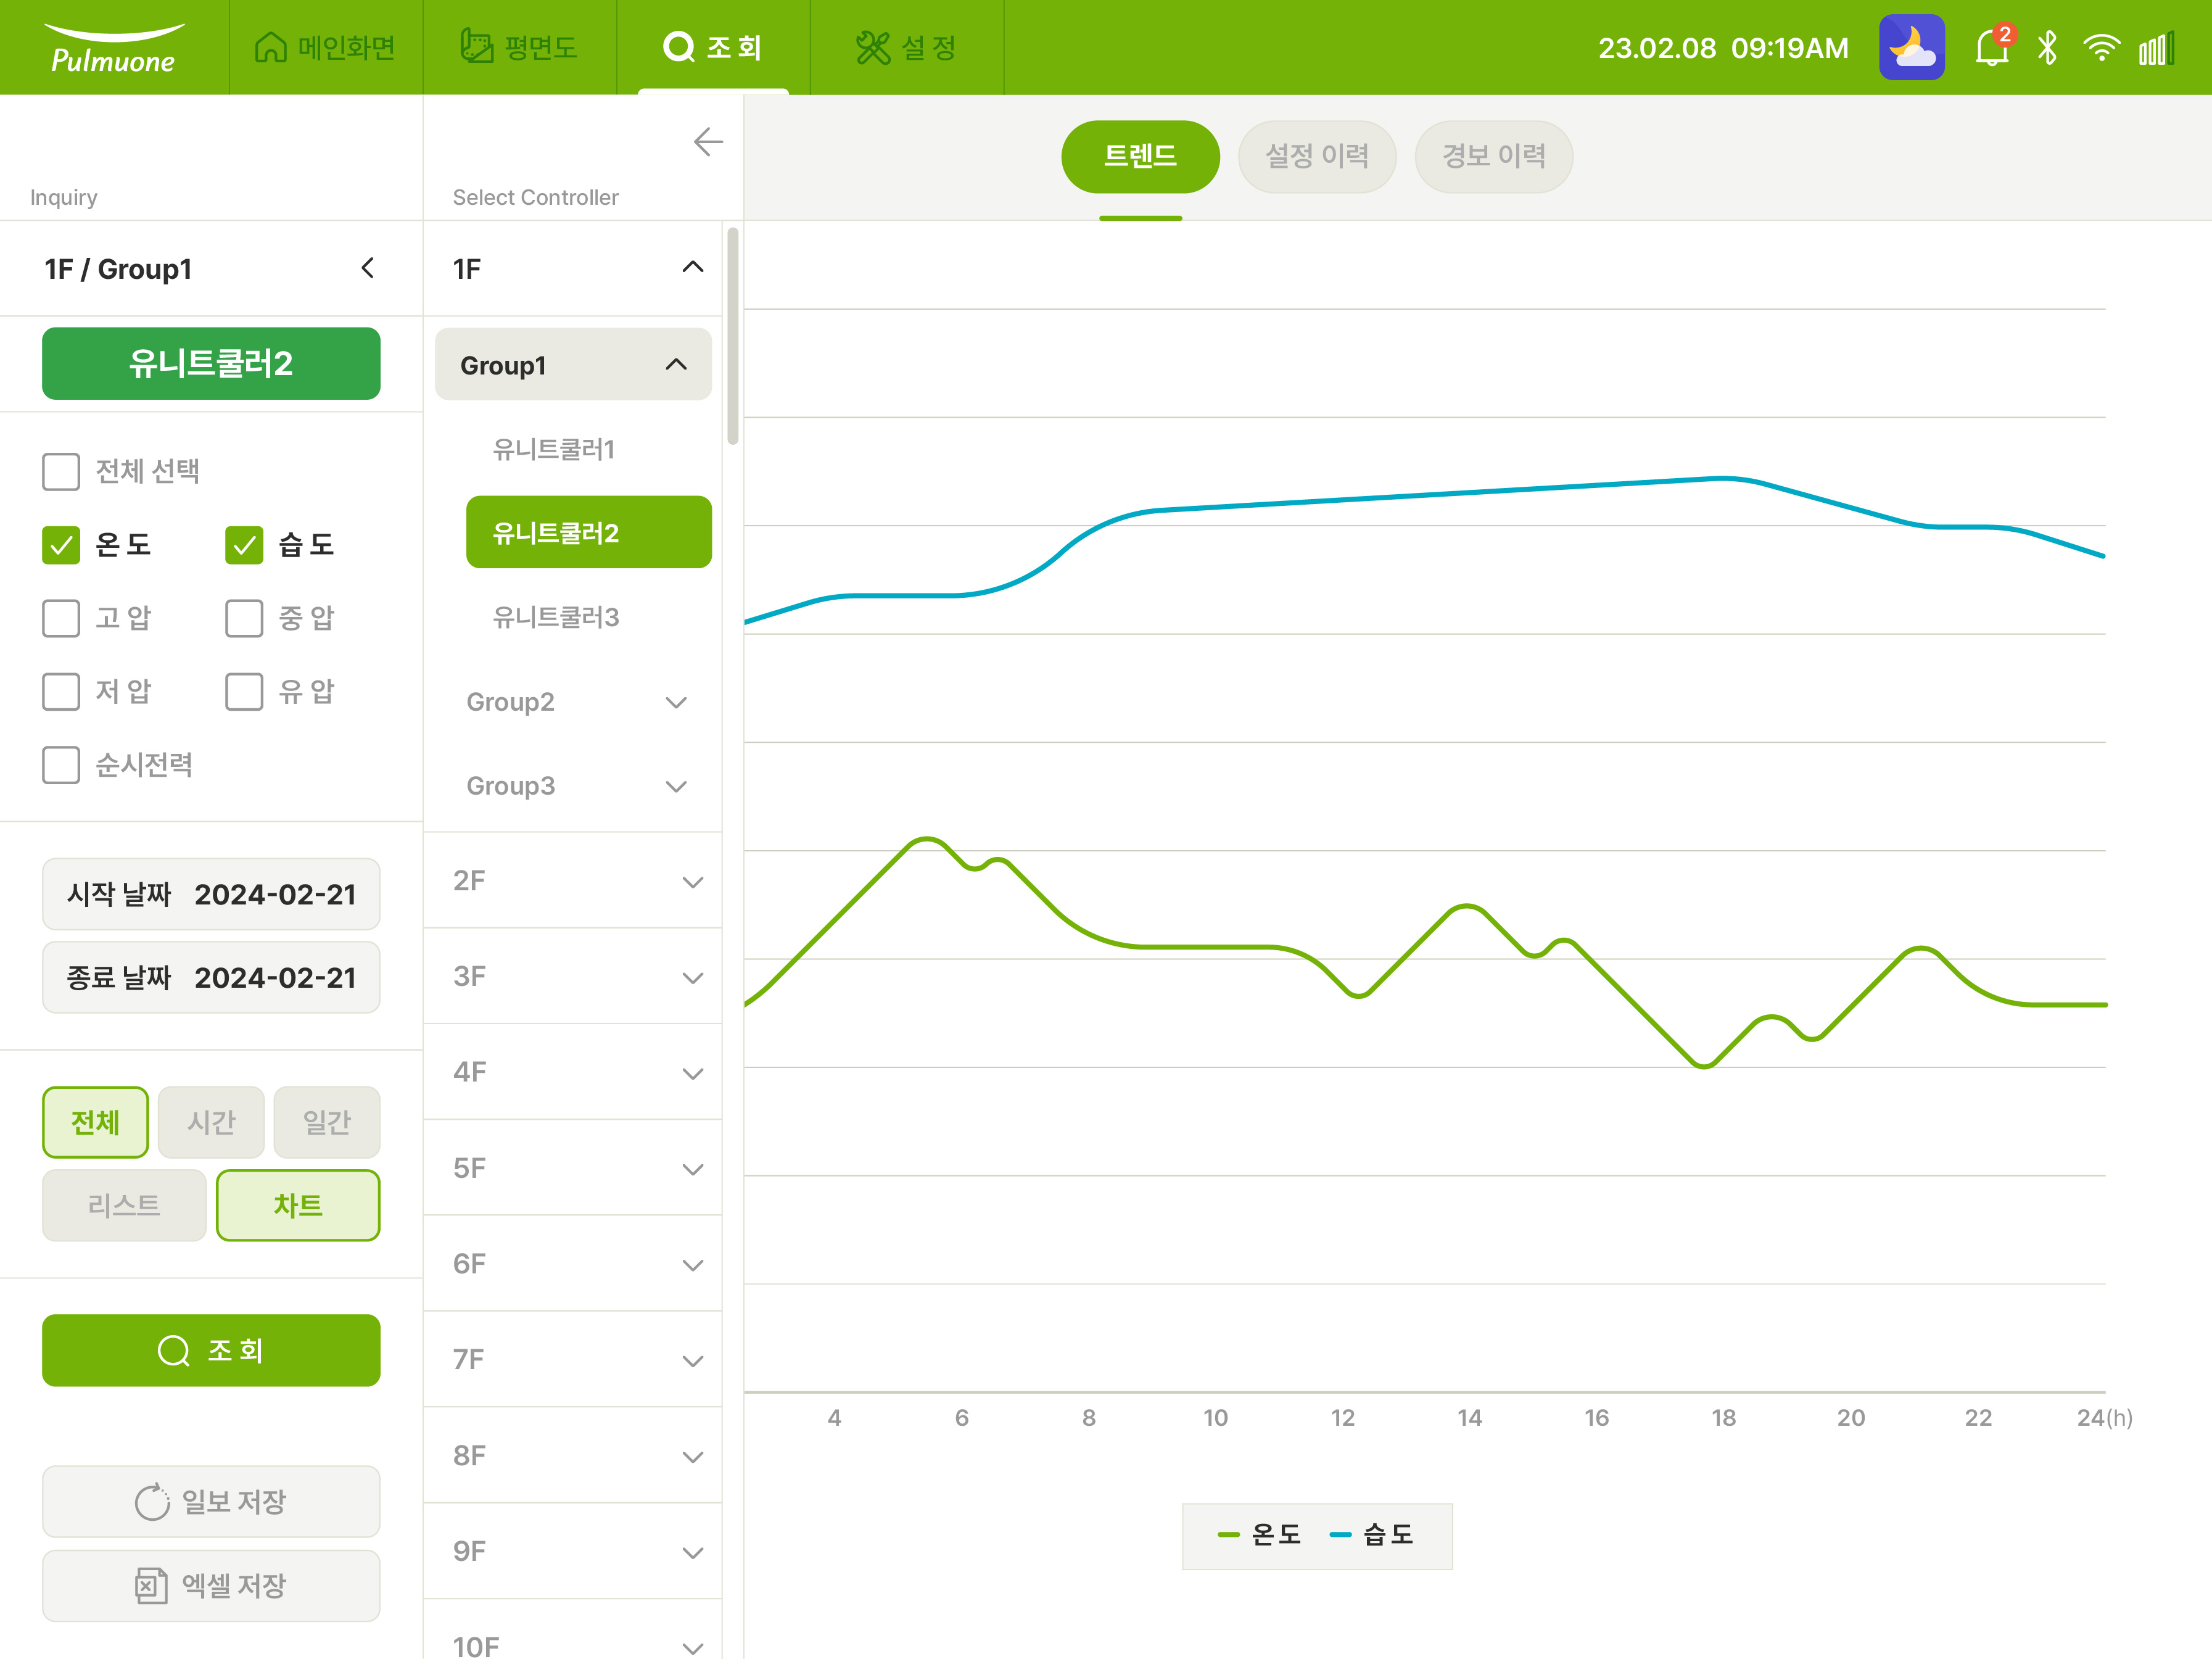 Pulmuone
메인화면
평면도
조 회
설 정
23.02.08 09:19AM
2
Inquiry
1F / Group1
유니트쿨러2
전체 선택
온 도
습 도
고 압
중 압
저 압
유 압
순시전력
시작 날짜 2024-02-21
종료 날짜 2024-02-21
전체
시간
일간
리스트
차트
조 회
일보 저장
엑셀 저장
Select Controller
1F
Group1
유니트쿨러1
유니트쿨러2
유니트쿨러3
Group2
Group3
2F
3F
4F
5F
6F
7F
8F
9F
10F
트렌드
설정 이력
경보 이력
4 6 8 10 12 14 16 18 20 22 24(h)
온 도
습 도